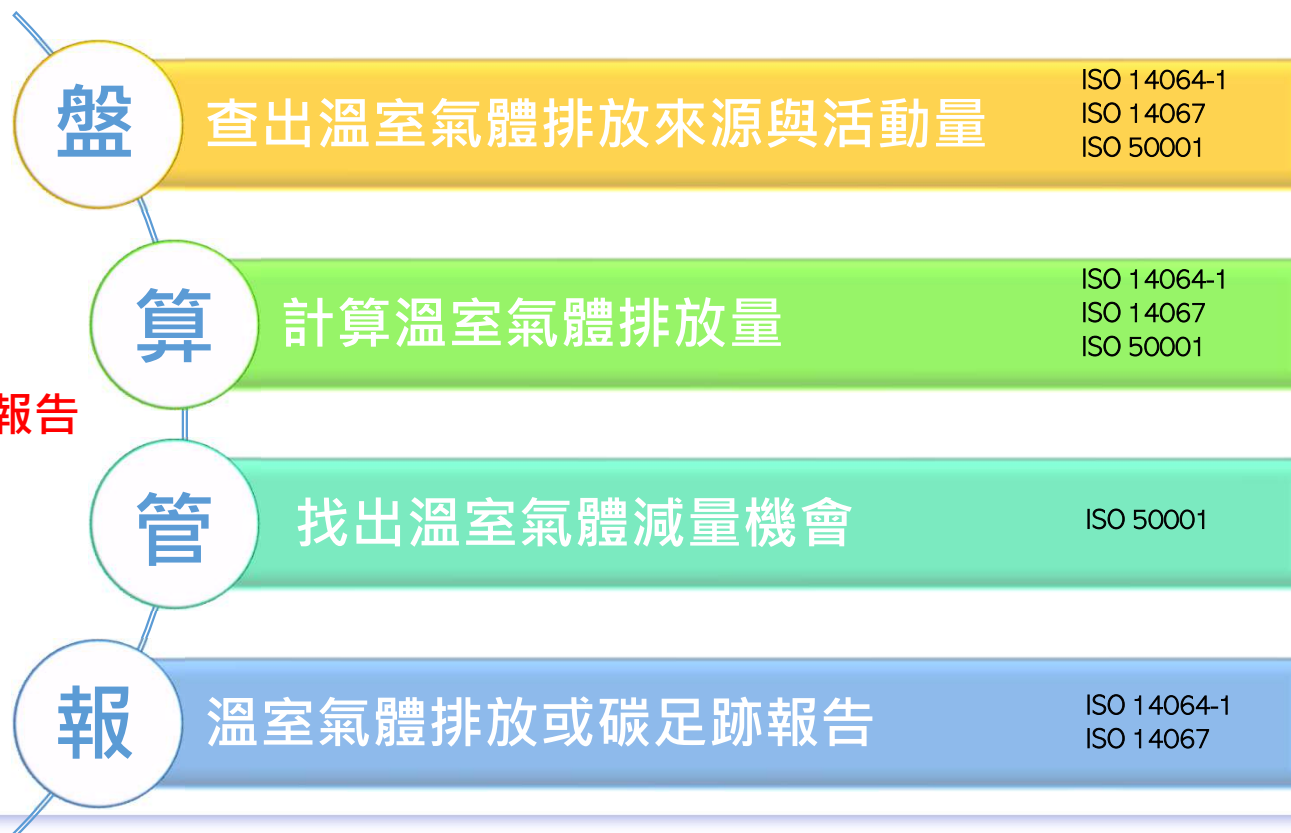 盤
查出溫室氣體排放來源與活動量
ISO 14064-1
ISO 14067
ISO 50001
算
計算溫室氣體排放量
ISO 14064-1
ISO 14067
ISO 50001
報告
管
找出溫室氣體減量機會
ISO 50001
報
溫室氣體排放或碳足跡報告
ISO 14064-1
ISO 14067